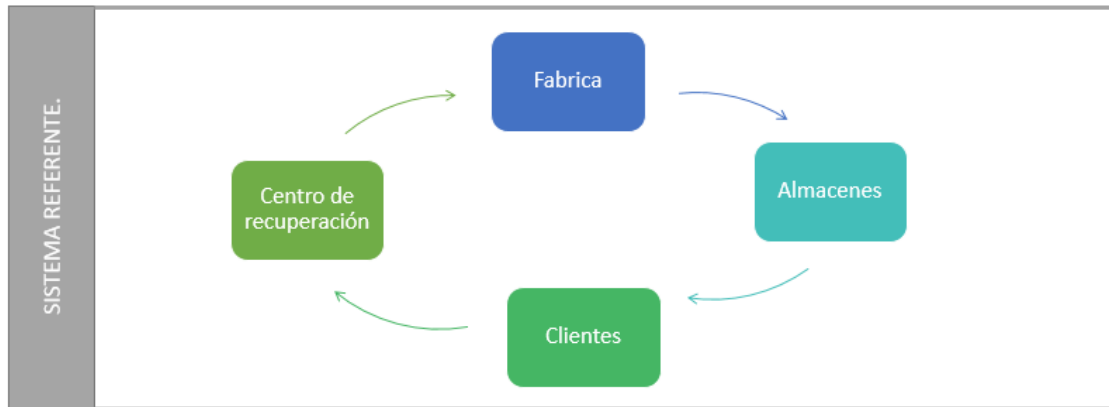 SISTEMA REFERENTE.
Fabrica
Almacenes
Clientes
Centro de
recuperación